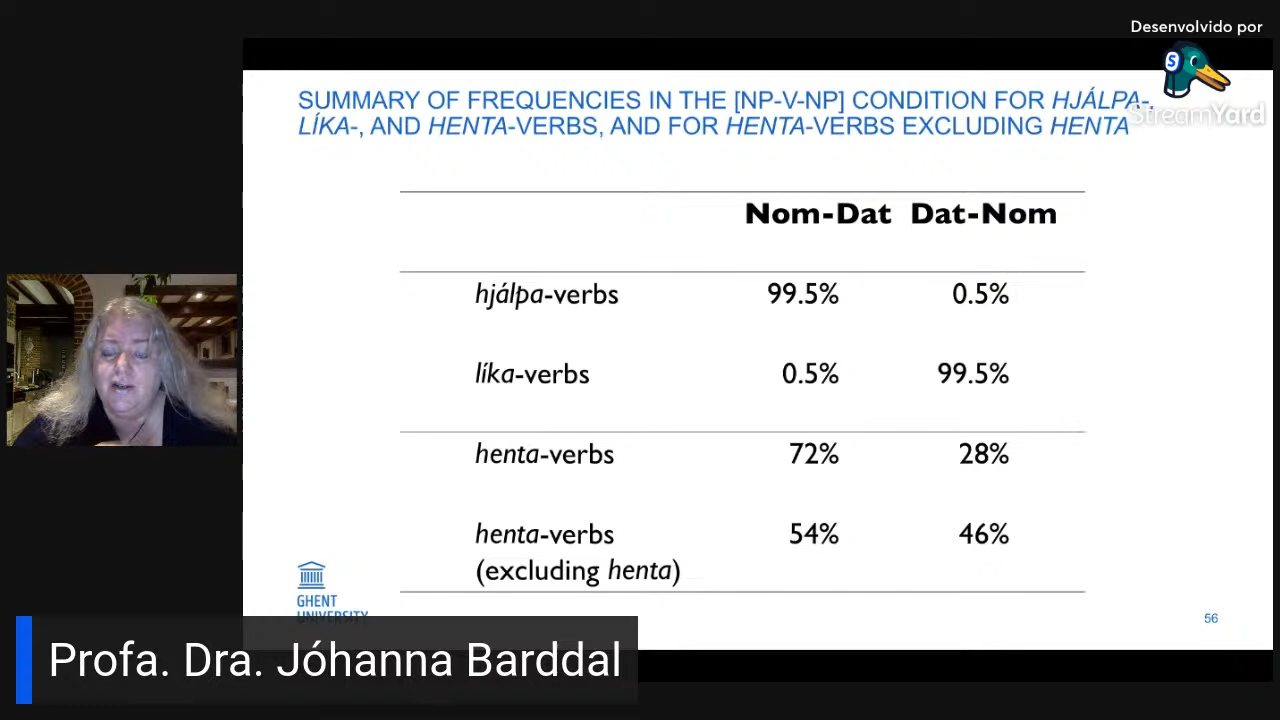 Desenvolvido por
S
StreamYard
SUMMARY OF FREQUENCIES IN THE [NP-V-NP] CONDITION FOR HJÁLPA-,
LÍKA-, AND HENTA-VERBS, AND FOR HENTA-VERBS EXCLUDING HENTA
Nom-Dat Dat-Nom
hjálpa-verbs 99.5% 0.5%
líka-verbs 0.5% 99.5%
henta-verbs 72% 28%
henta-verbs 54% 46%
(excluding henta)
GHENT
UNIVERSITY
56
Profa. Dra. Jóhanna Barddal